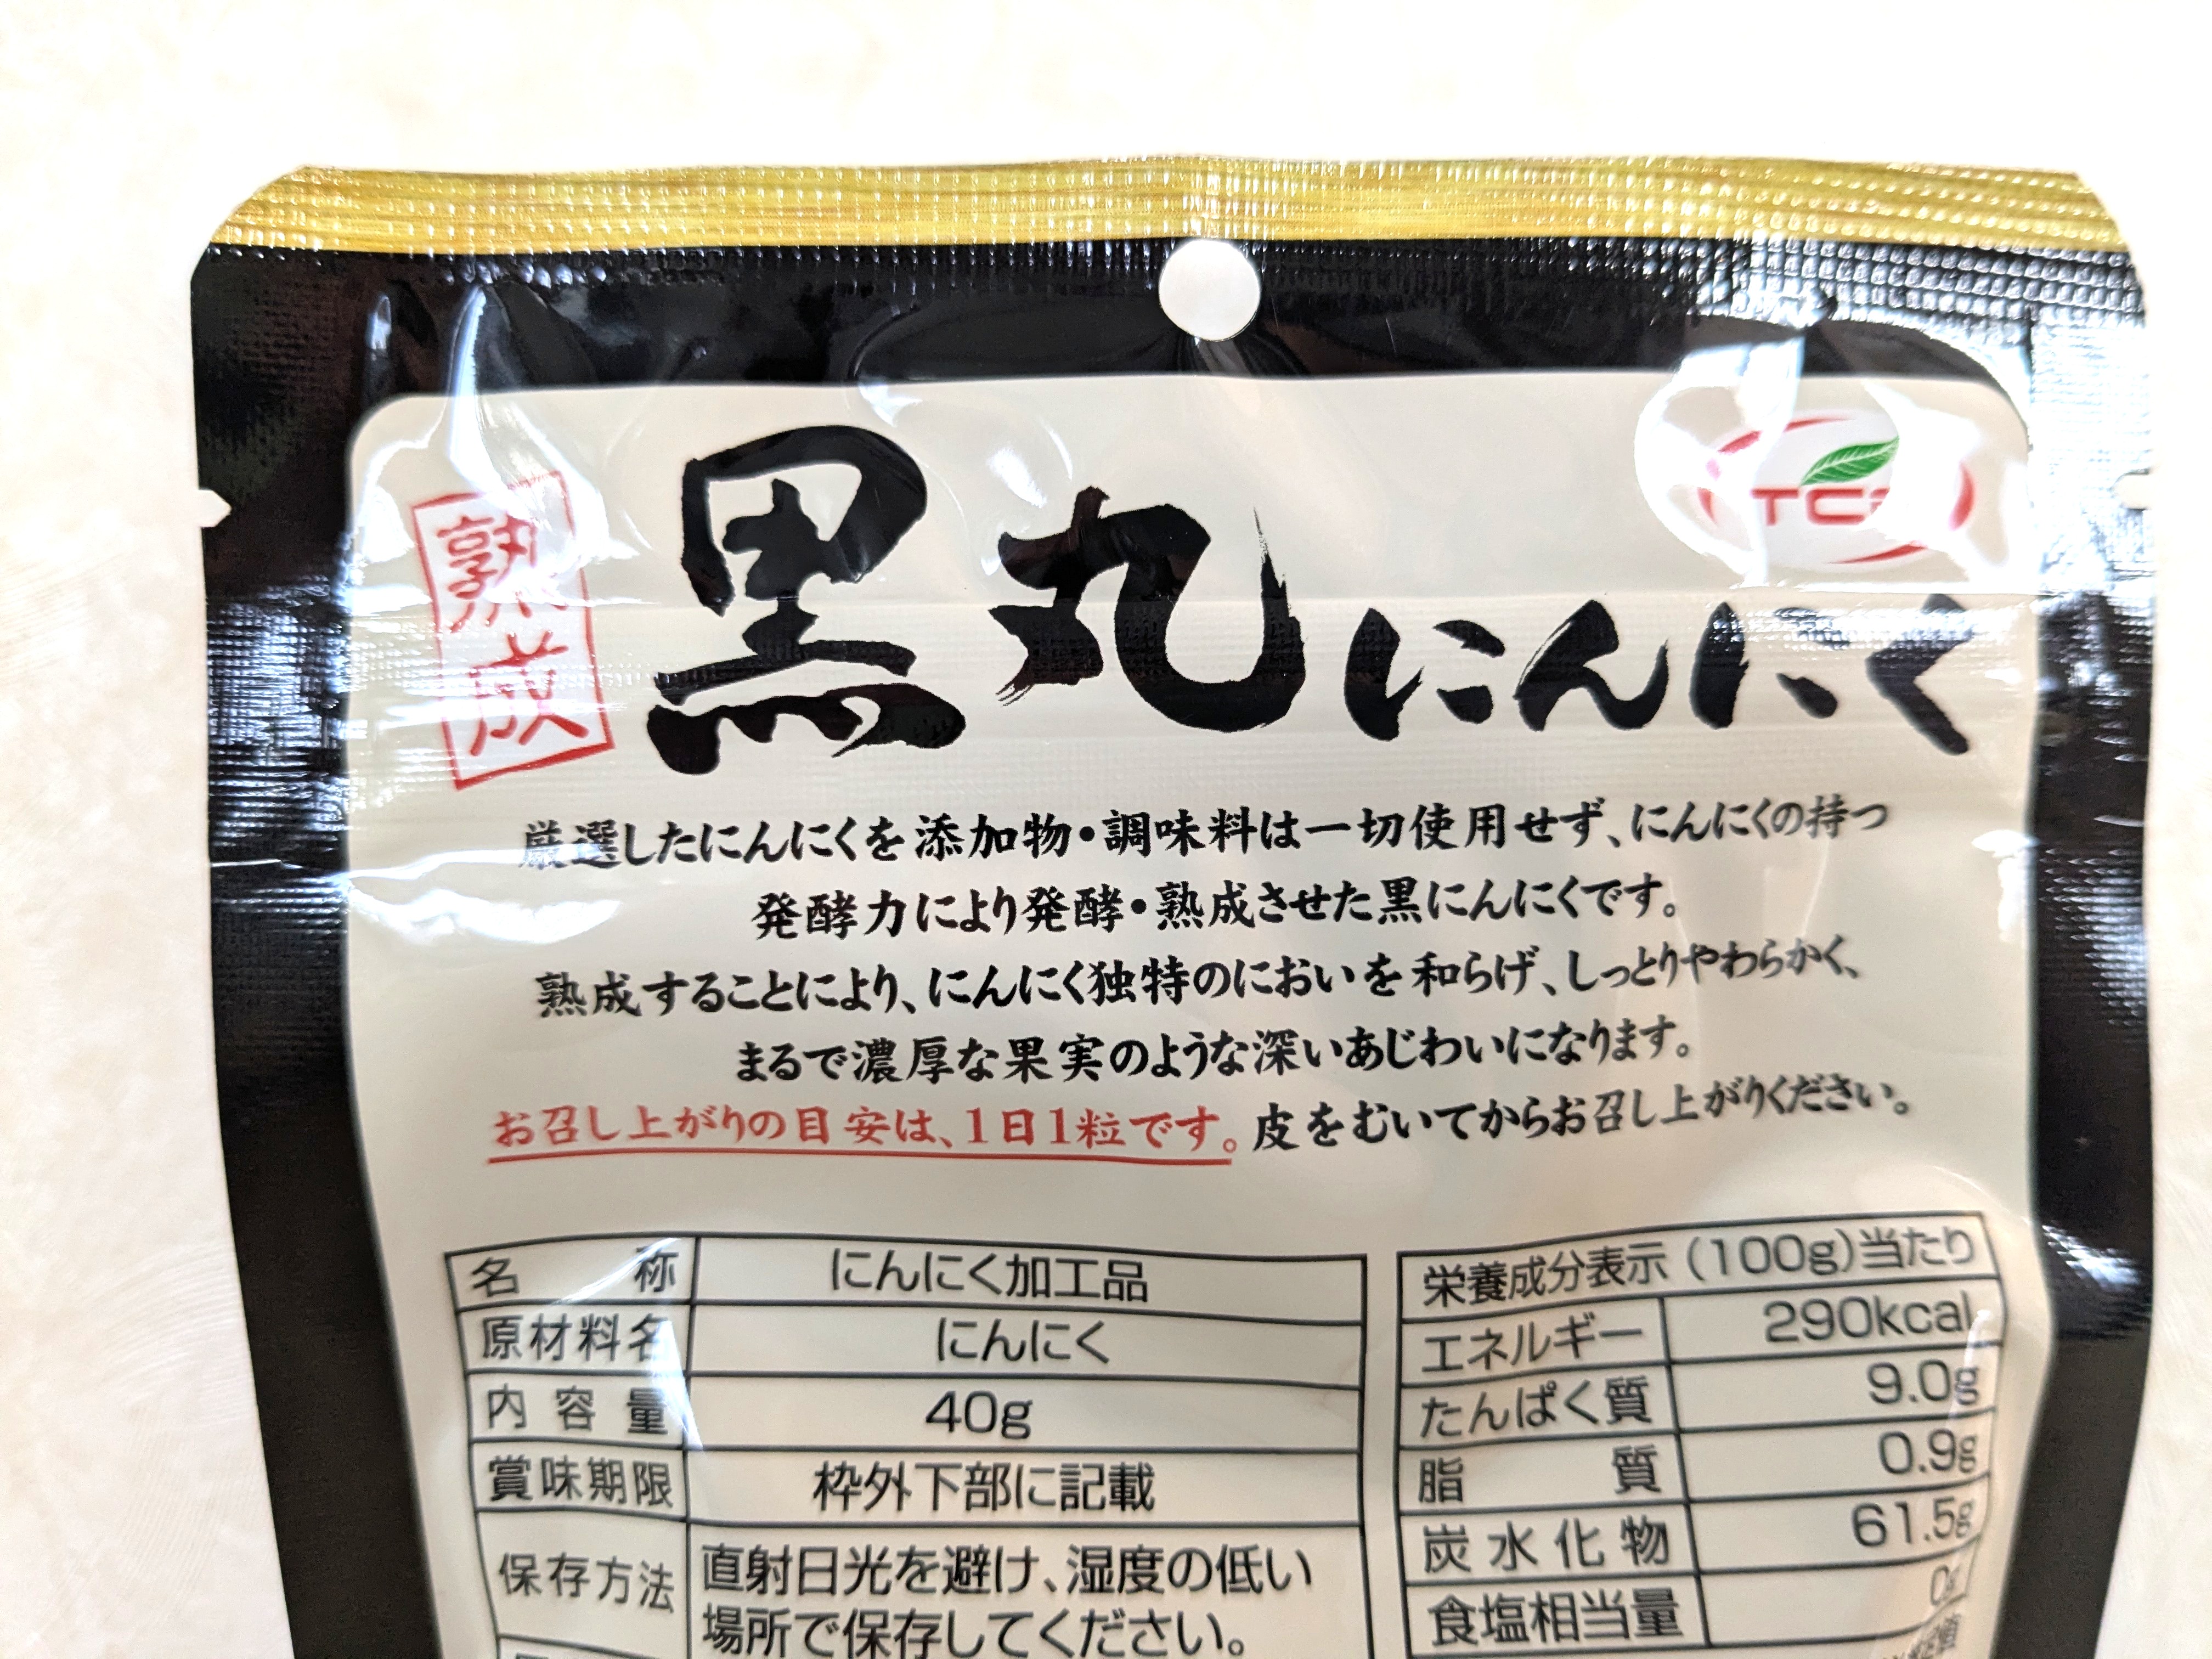 熟成
黒丸にんにく
TC
厳選したにんにくを添加物・調味料は一切使用せず、にんにくの持つ
発酵力により発酵・熟成させた黒にんにくです。
熟成することにより、にんにく独特のにおいを和らげ、しっとりやわらかく、
まるで濃厚な果実のような深いあじわいになります。
お召し上がりの目安は、1日1粒です。皮をむいてからお召し上がりください。
名称 にんにく加工品
原材料名 にんにく
内容量 40g
賞味期限 枠外下部に記載
保存方法 直射日光を避け、湿度の低い
場所で保存してください。
栄養成分表示(100g)当たり
エネルギー 290kcal
たんぱく質 9.0g
脂質 0.9g
炭水化物 61.5g
食塩相当量